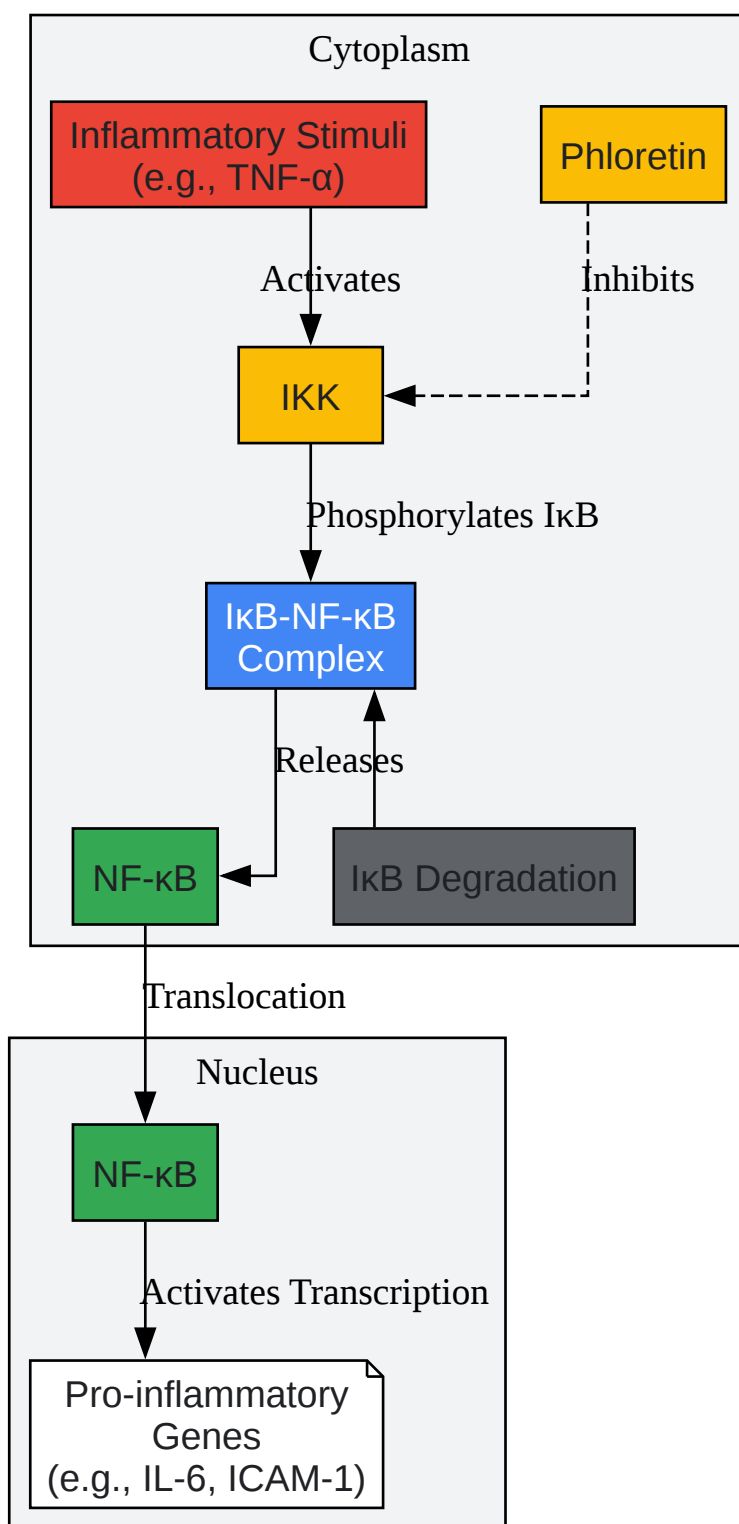 Cytoplasm
Inflammatory Stimuli
(e.g., TNF-α)
Phloretin
Activates
Inhibits
IKK
Phosphorylates IκB
IκB-NF-κB
Complex
Releases
NF-κB
IκB Degradation
Translocation
Nucleus
NF-κB
Activates Transcription
Pro-inflammatory
Genes
(e.g., IL-6, ICAM-1)